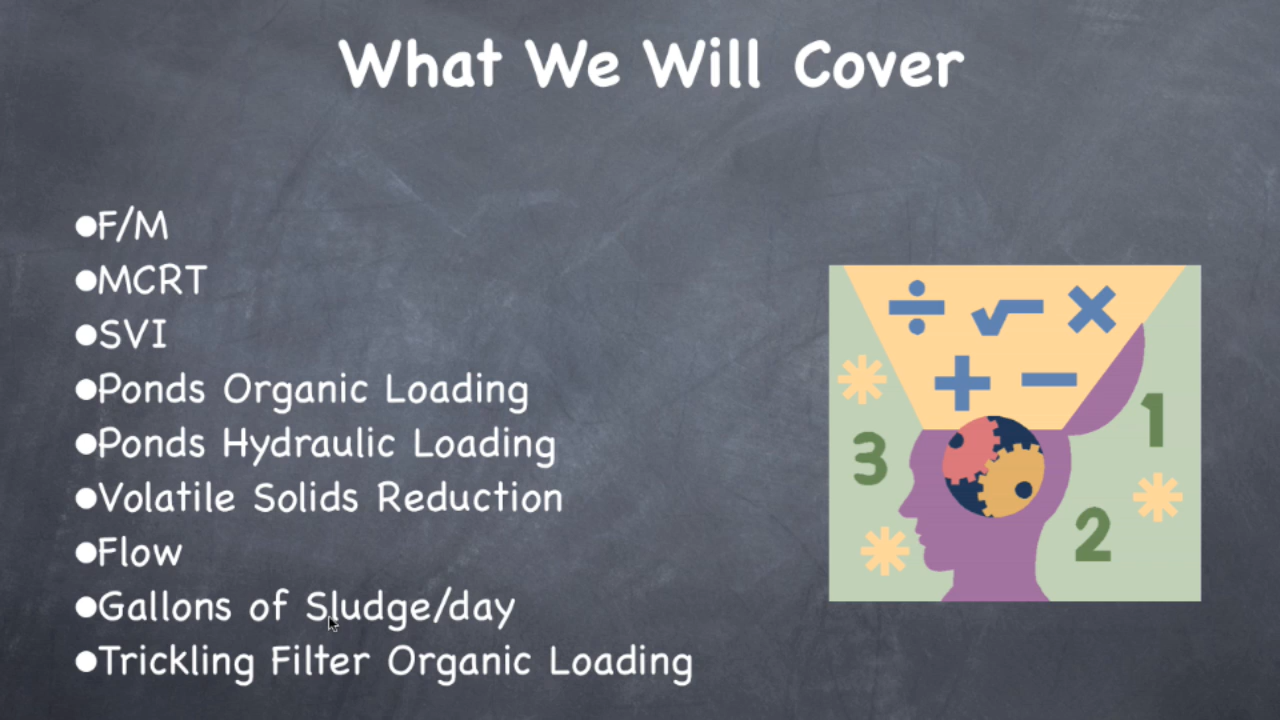 What We Will Cover
●F/M
●MCRT
●SVI
●Ponds Organic Loading
●Ponds Hydraulic Loading
●Volatile Solids Reduction
●Flow
●Gallons of Sludge/day
●Trickling Filter Organic Loading
÷ √ ×
+ −
1
3
2